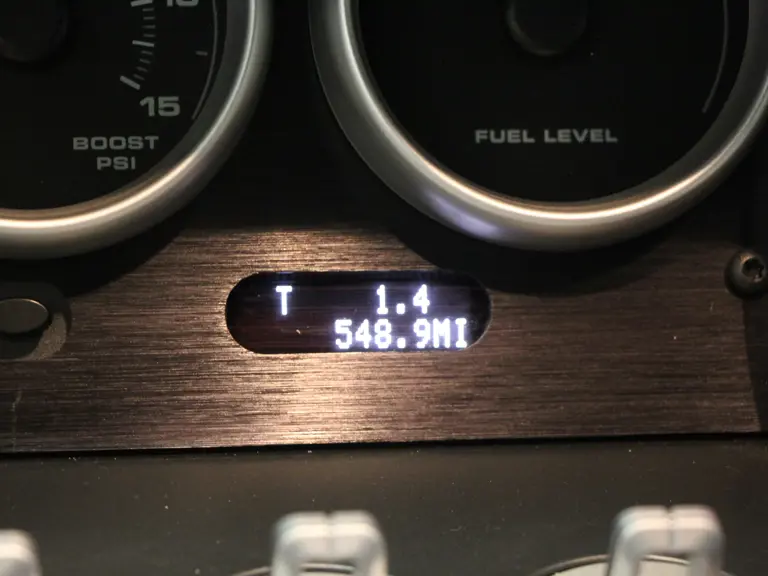 15
BOOST
PSI
FUEL LEVEL
T 1.4
548.9MI